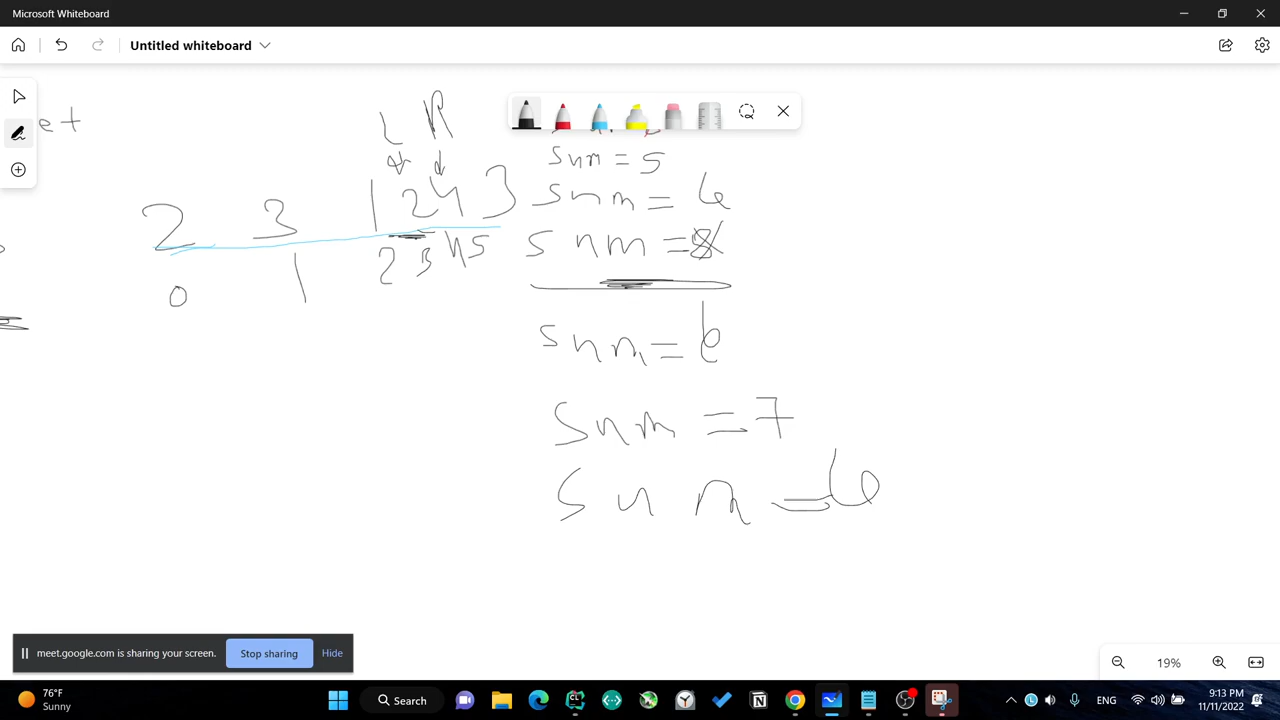 Microsoft Whiteboard
Untitled whiteboard
et
L R
sum = 5
2 3 1 2 4 3
sum = 6
0 1 2 3 4 5
sum = 8
sum = 6
sum = 7
sum = 6
meet.google.com is sharing your screen.
Stop sharing
Hide
19%
76°F
Sunny
Search
ENG
9:13 PM
11/11/2022